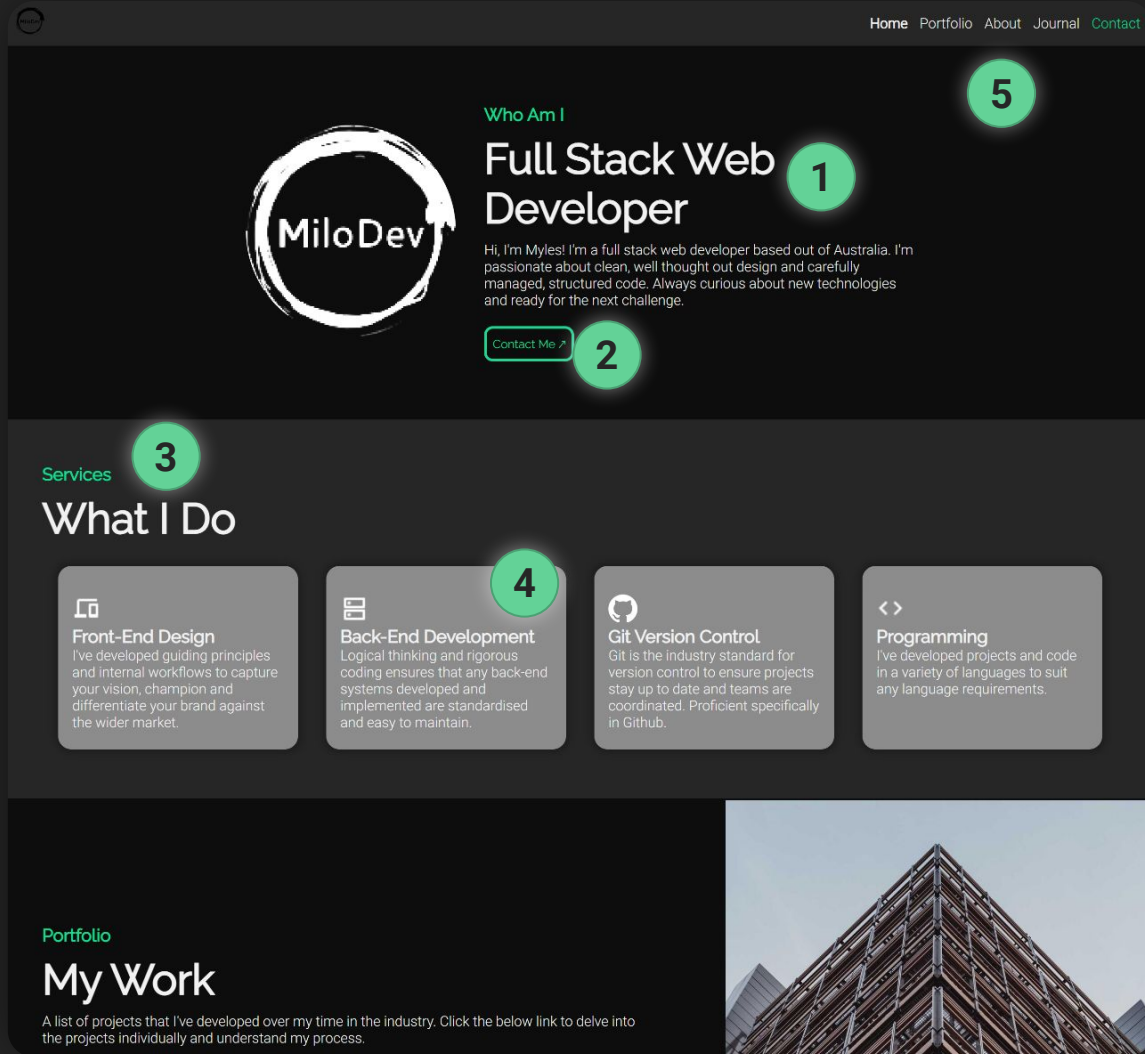 MiloDev
Home Portfolio About Journal Contact
5
Who Am I
Full Stack Web
Developer
1
MiloDev
Hi, I'm Myles! I'm a full stack web developer based out of Australia. I'm
passionate about clean, well thought out design and carefully
managed, structured code. Always curious about new technologies
and ready for the next challenge.
Contact Me ↗
2
3
Services
What I Do
4
Front-End Design
I've developed guiding principles
and internal workflows to capture
your vision, champion and
differentiate your brand against
the wider market.
Back-End Development
Logical thinking and rigorous
coding ensures that any back-end
systems developed and
implemented are standardised
and easy to maintain.
Git Version Control
Git is the industry standard for
version control to ensure projects
stay up to date and teams are
coordinated. Proficient specifically
in Github.
Programming
I've developed projects and code
in a variety of languages to suit
any language requirements.
Portfolio
My Work
A list of projects that I've developed over my time in the industry. Click the below link to delve into
the projects individually and understand my process.